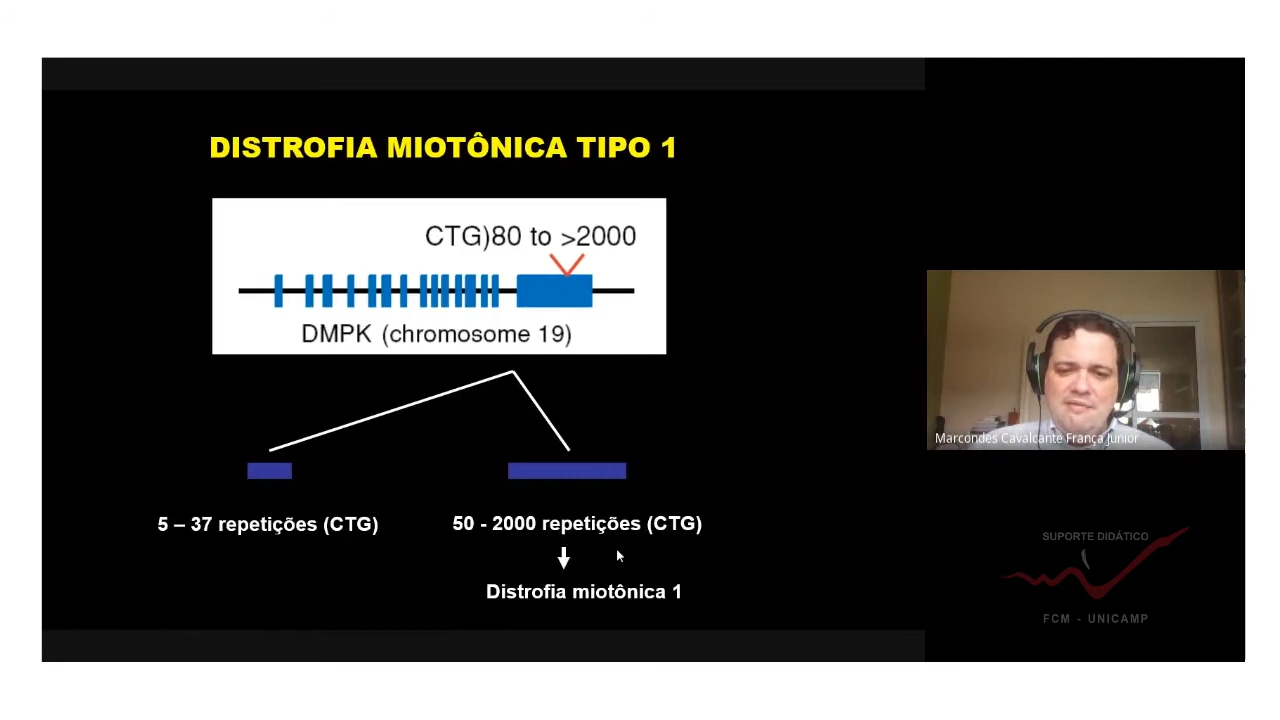 DISTROFIA MIOTÔNICA TIPO 1
CTG)80 to >2000
DMPK (chromosome 19)
5 – 37 repetições (CTG)
50 - 2000 repetições (CTG)
Distrofia miotônica 1
Marcondes Cavalcante França Junior
SUPORTE DIDÁTICO
FCM - UNICAMP